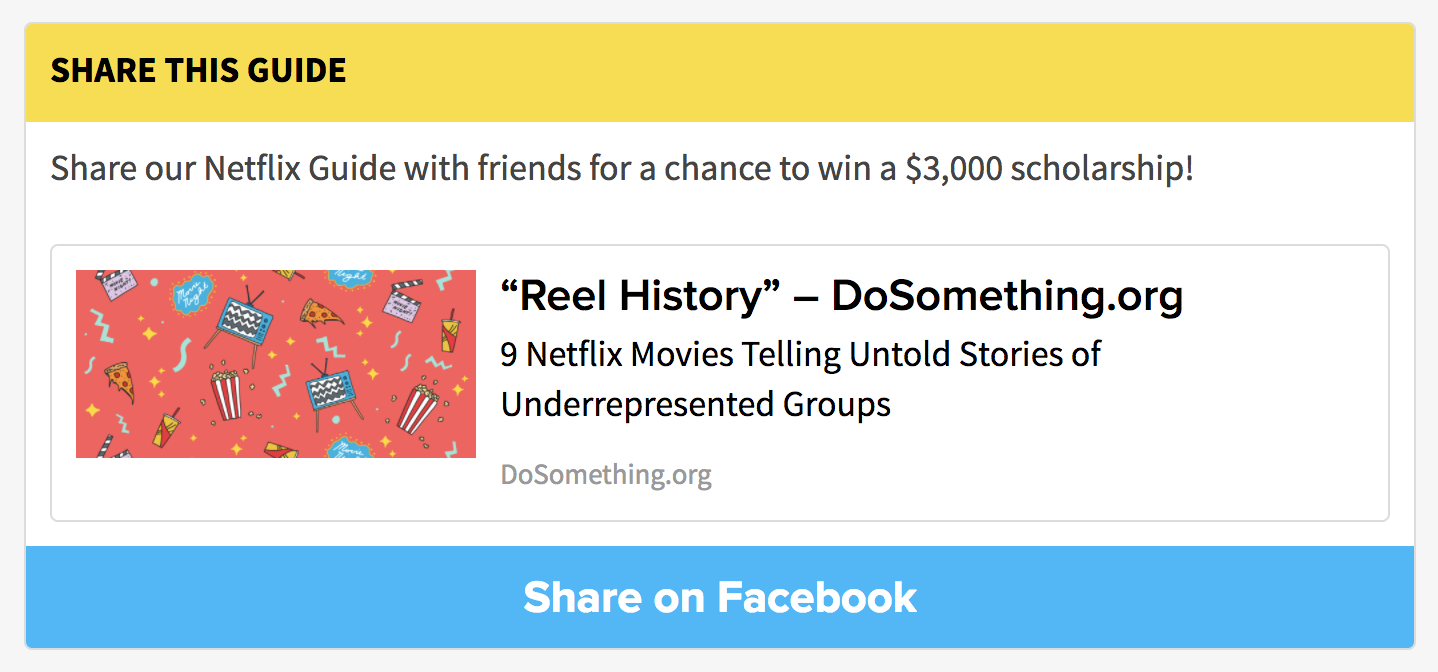 SHARE THIS GUIDE
Share our Netflix Guide with friends for a chance to win a $3,000 scholarship!
Movie Night
“Reel History” – DoSomething.org
9 Netflix Movies Telling Untold Stories of
Underrepresented Groups
DoSomething.org
Share on Facebook